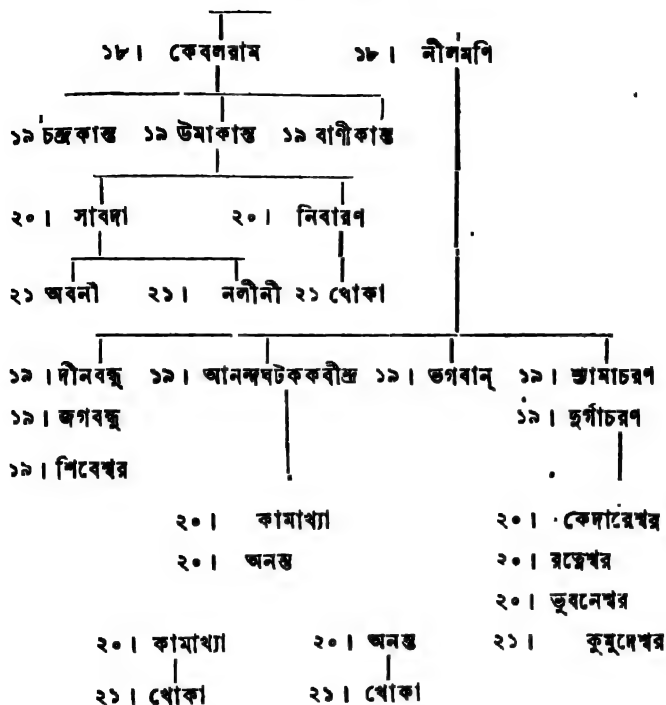 ১৮। কেবলরাম ১৮। নীলমণি
১৯ চন্দ্রকান্ত ১৯ উমাকান্ত ১৯ বাণীকান্ত
২০। সাবদা ২০। নিবারণ
২১ অবনী ২১। নলীনী ২১ খোকা
১৯। দীনবন্ধু ১৯। আনন্দঘটককবীন্দ্র ১৯। ভগবান্ ১৯। শ্যামাচরণ
১৯। জগবন্ধু ১৯। দুর্গাচরণ
১৯। শিবেশ্বর
২০। কামাখ্যা ২০। কেদারেশ্বর
২০। অনন্ত ২০। রত্নেশ্বর
২০। ভুবনেশ্বর
২০। কামাখ্যা ২০। অনন্ত ২১। কুমুদেশ্বর
২১। খোকা ২১। খোকা